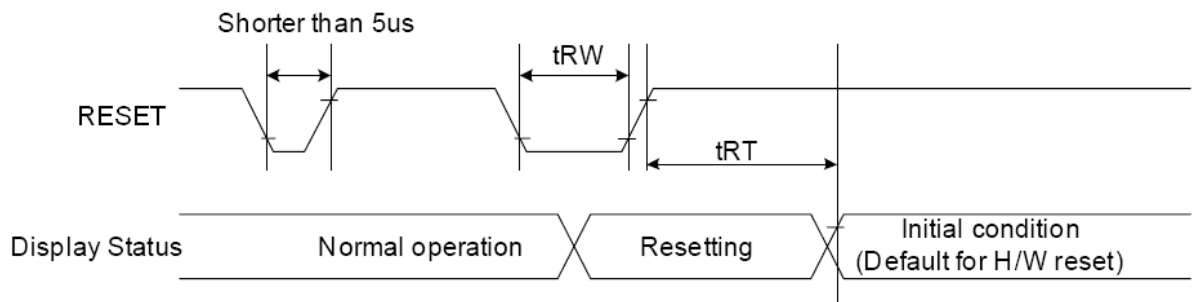 Shorter than 5us
tRW
RESET
tRT
Display Status
Normal operation
Resetting
Initial condition
(Default for H/W reset)